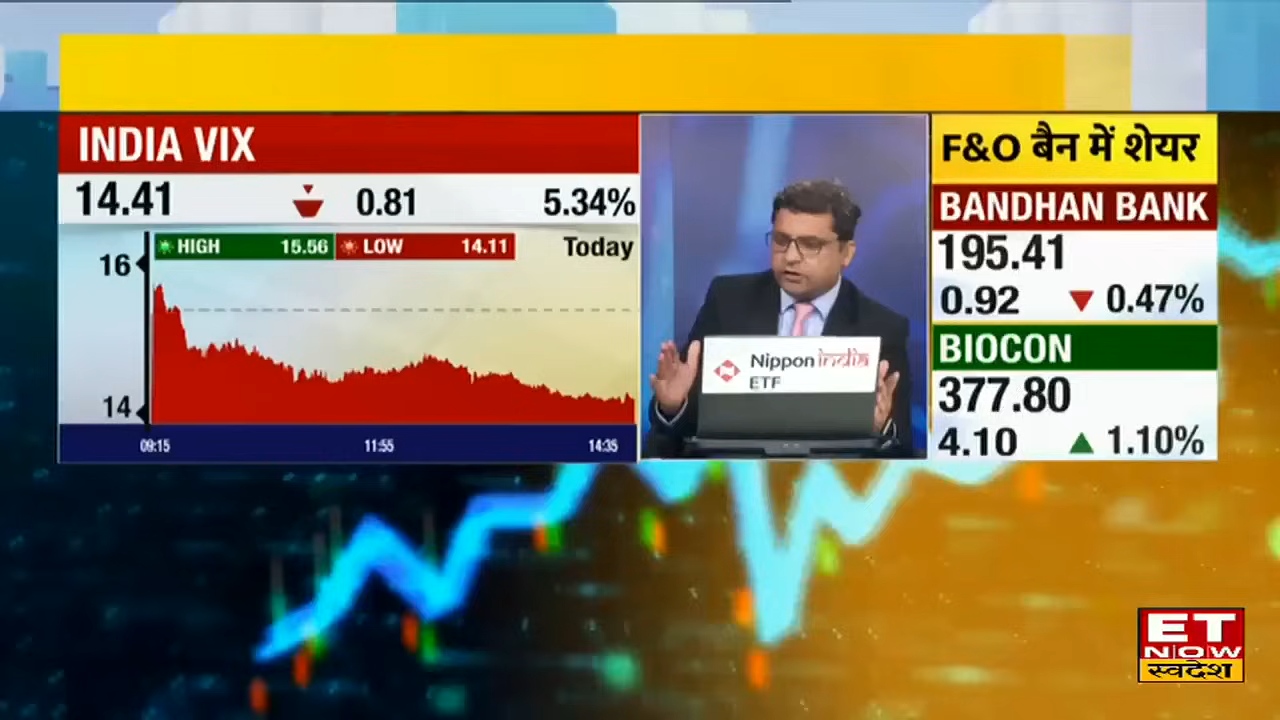 INDIA VIX
14.41 0.81 5.34%
HIGH 15.56 LOW 14.11 Today
16
14
09:15 11:55 14:35
Nippon india
ETF
F&O बैन में शेयर
BANDHAN BANK
195.41
0.92 0.47%
BIOCON
377.80
4.10 1.10%
ET
NOW
स्वदेश